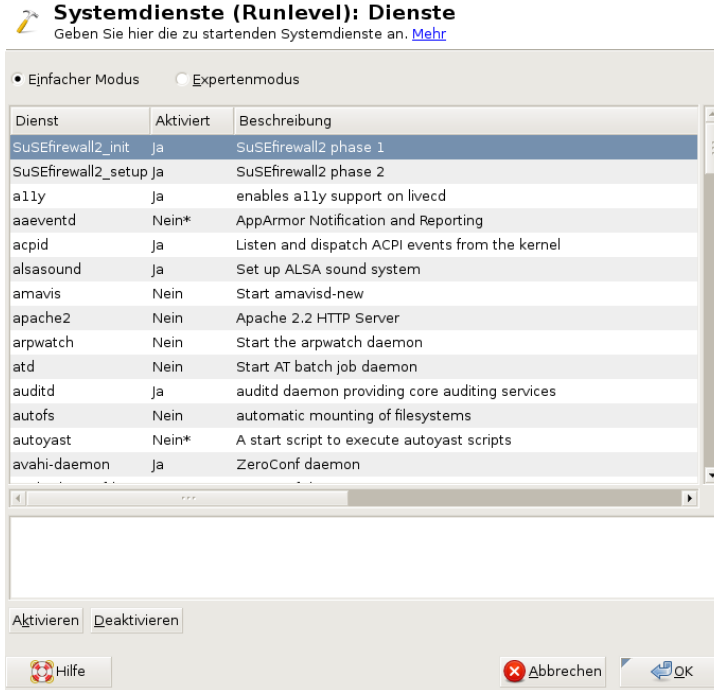 Systemdienste (Runlevel): Dienste
Geben Sie hier die zu startenden Systemdienste an. Mehr
Einfacher Modus Expertenmodus
Dienst Aktiviert Beschreibung
SuSEfirewall2_init Ja SuSEfirewall2 phase 1
SuSEfirewall2_setup Ja SuSEfirewall2 phase 2
a11y Ja enables a11y support on livecd
aaeventd Nein* AppArmor Notification and Reporting
acpid Ja Listen and dispatch ACPI events from the kernel
alsasound Ja Set up ALSA sound system
amavis Nein Start amavisd-new
apache2 Nein Apache 2.2 HTTP Server
arpwatch Nein Start the arpwatch daemon
atd Nein Start AT batch job daemon
auditd Ja auditd daemon providing core auditing services
autofs Nein automatic mounting of filesystems
autoyast Nein* A start script to execute autoyast scripts
avahi-daemon Ja ZeroConf daemon
Aktivieren Deaktivieren
Hilfe Abbrechen OK